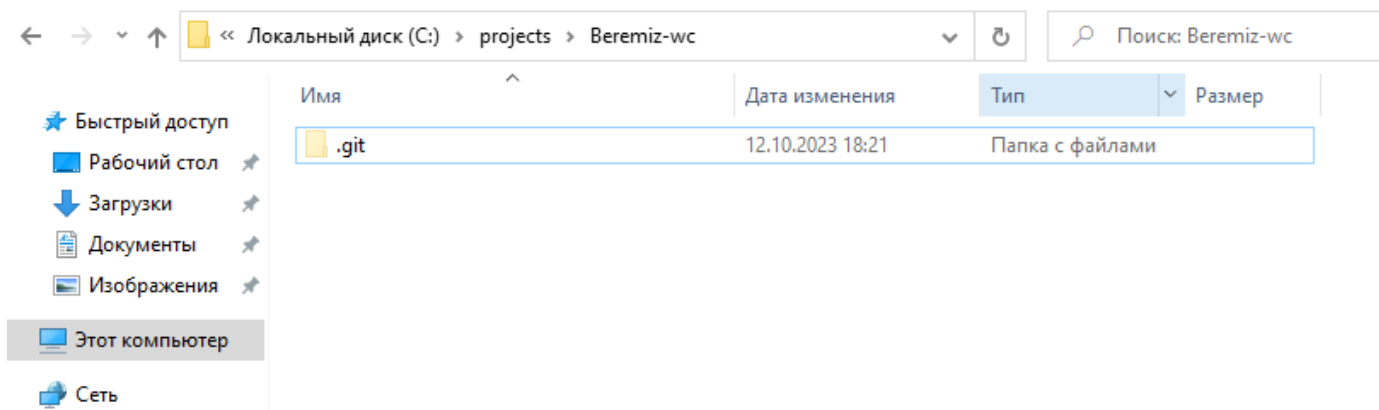 « Локальный диск (C:) › projects › Beremiz-wc Поиск: Beremiz-wc
Имя Дата изменения Тип Размер
Быстрый доступ
.git 12.10.2023 18:21 Папка с файлами
Рабочий стол
Загрузки
Документы
Изображения
Этот компьютер
Сеть